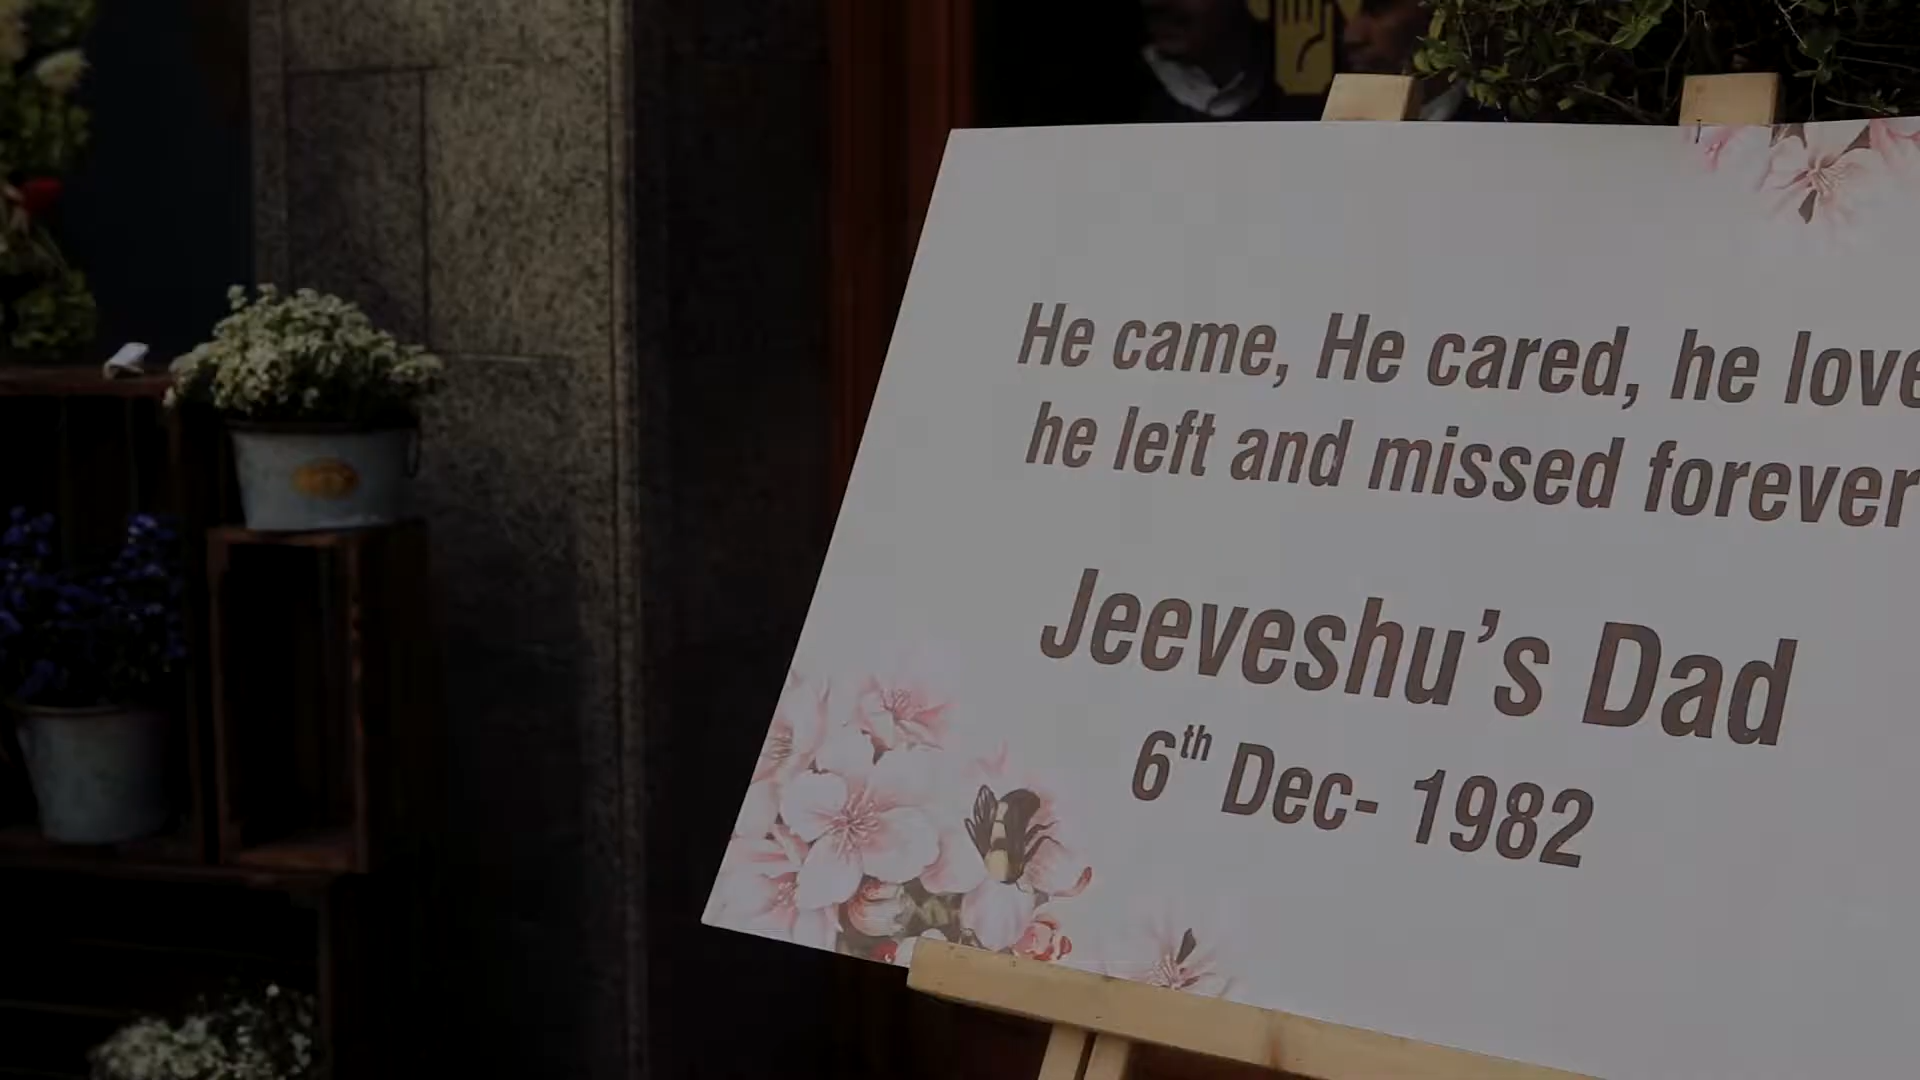 He came, He cared, he love
he left and missed forever
Jeeveshu's Dad
6th Dec- 1982